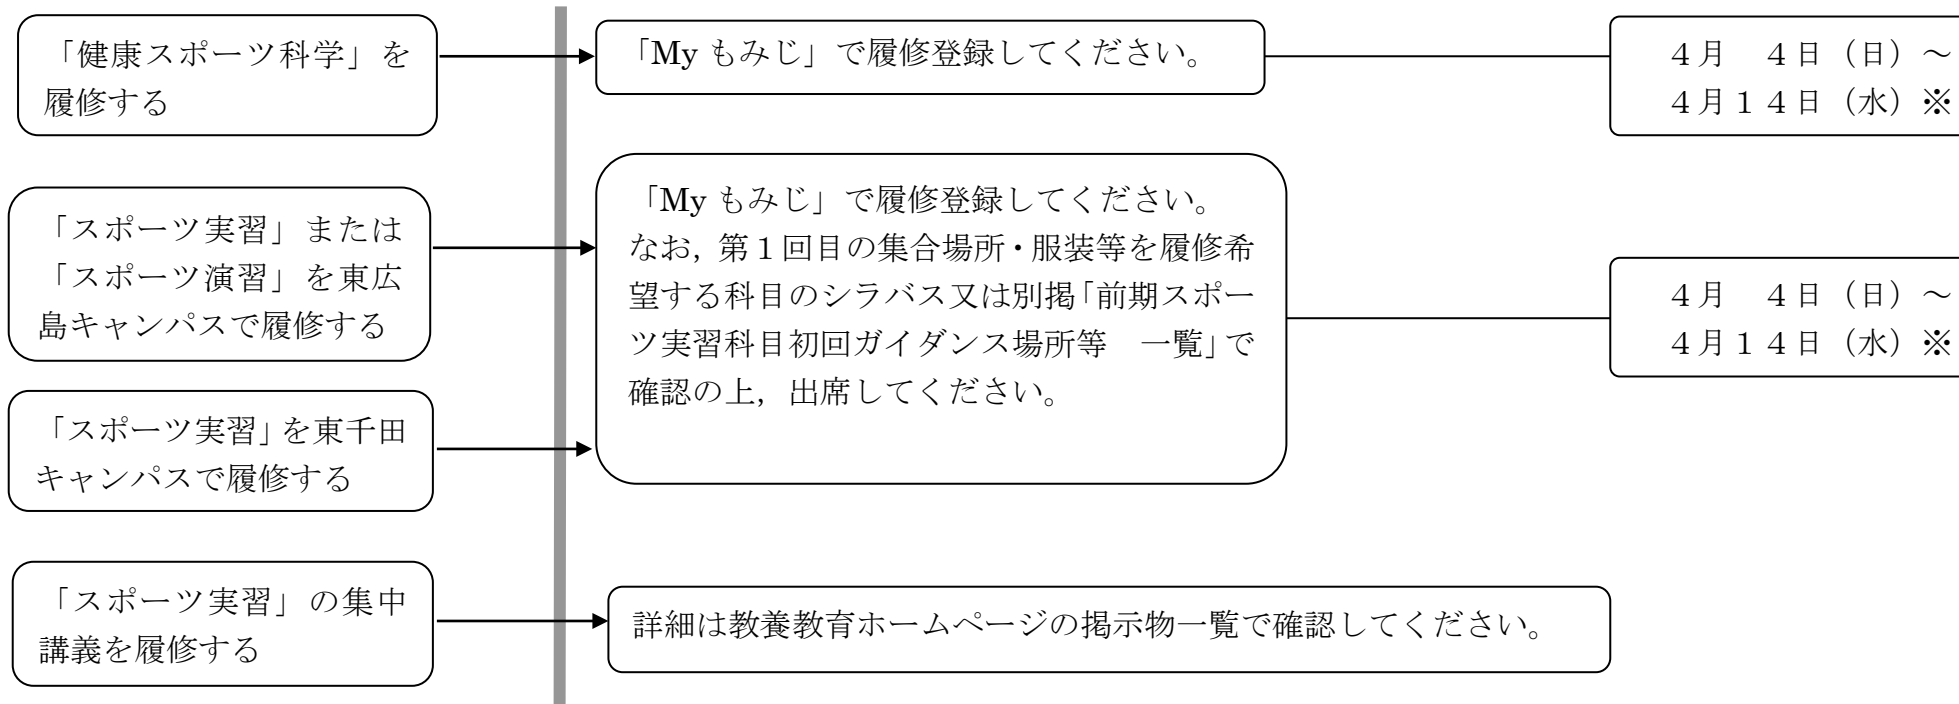 「健康スポーツ科学」を
履修する
「My もみじ」で履修登録してください。
４月　４日（日）～
４月１４日（水）※
「スポーツ実習」または
「スポーツ演習」を東広
島キャンパスで履修する
「My もみじ」で履修登録してください。
なお，第１回目の集合場所・服装等を履修希
望する科目のシラバス又は別掲「前期スポー
ツ実習科目初回ガイダンス場所等　一覧」で
確認の上，出席してください。
４月　４日（日）～
４月１４日（水）※
「スポーツ実習」を東千田
キャンパスで履修する
「スポーツ実習」の集中
講義を履修する
詳細は教養教育ホームページの掲示物一覧で確認してください。